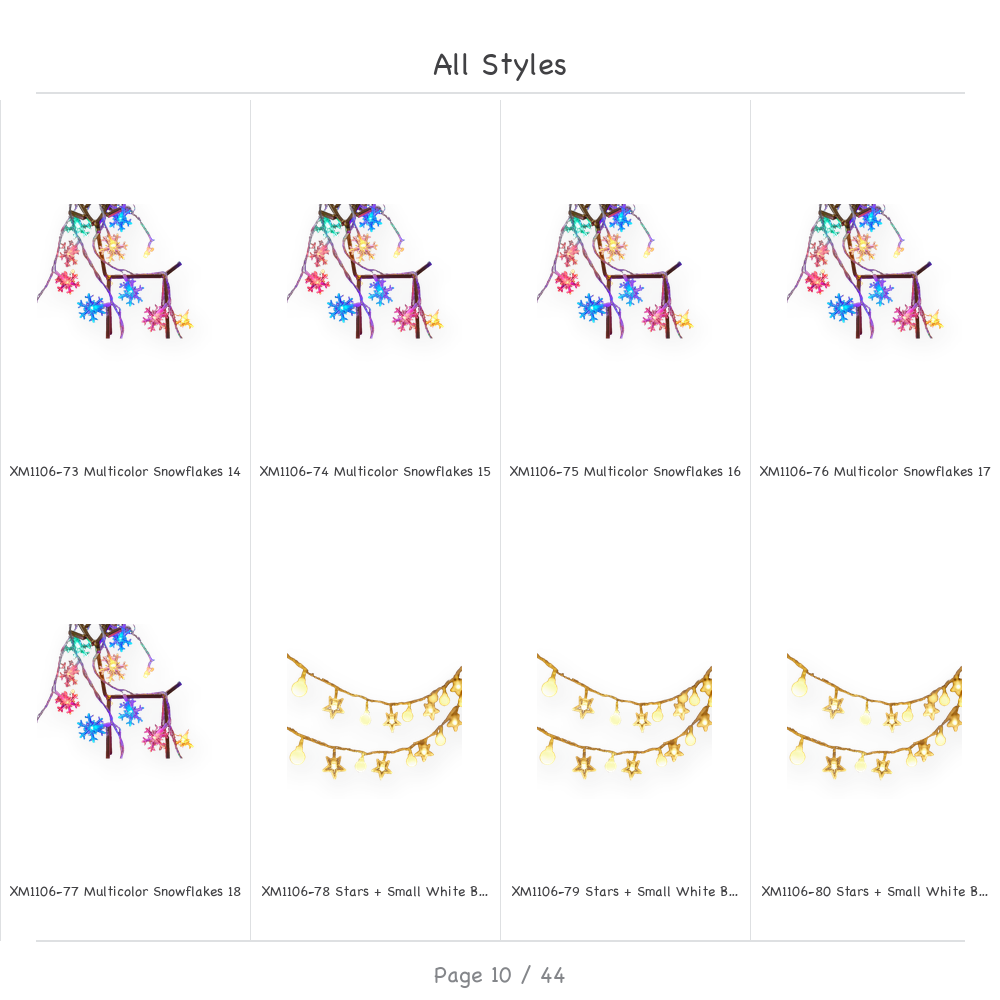 All Styles
XM1106-73 Multicolor Snowflakes 14
XM1106-74 Multicolor Snowflakes 15
XM1106-75 Multicolor Snowflakes 16
XM1106-76 Multicolor Snowflakes 17
XM1106-77 Multicolor Snowflakes 18
XM1106-78 Stars + Small White B...
XM1106-79 Stars + Small White B...
XM1106-80 Stars + Small White B...
Page 10 / 44